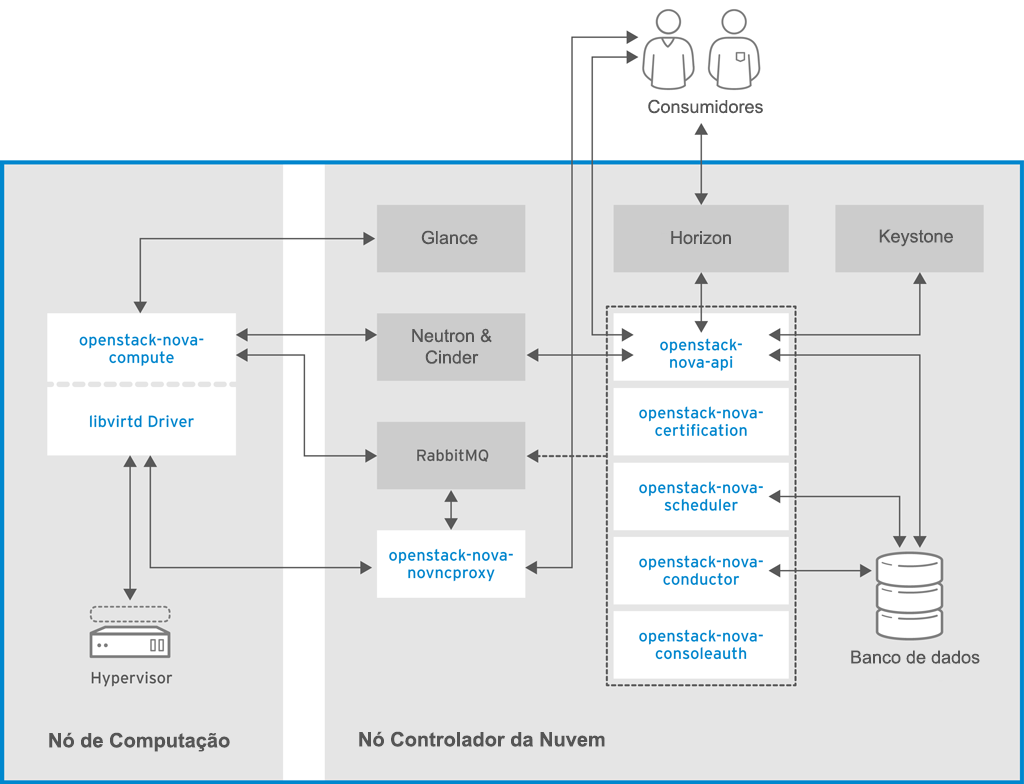 Consumidores
Glance
Horizon
Keystone
openstack-nova-
compute
libvirtd Driver
Neutron &
Cinder
openstack-
nova-api
openstack-nova-
certification
RabbitMQ
openstack-nova-
scheduler
openstack-nova-
novncproxy
openstack-nova-
conductor
openstack-nova-
consoleauth
Banco de dados
Hypervisor
Nó de Computação
Nó Controlador da Nuvem